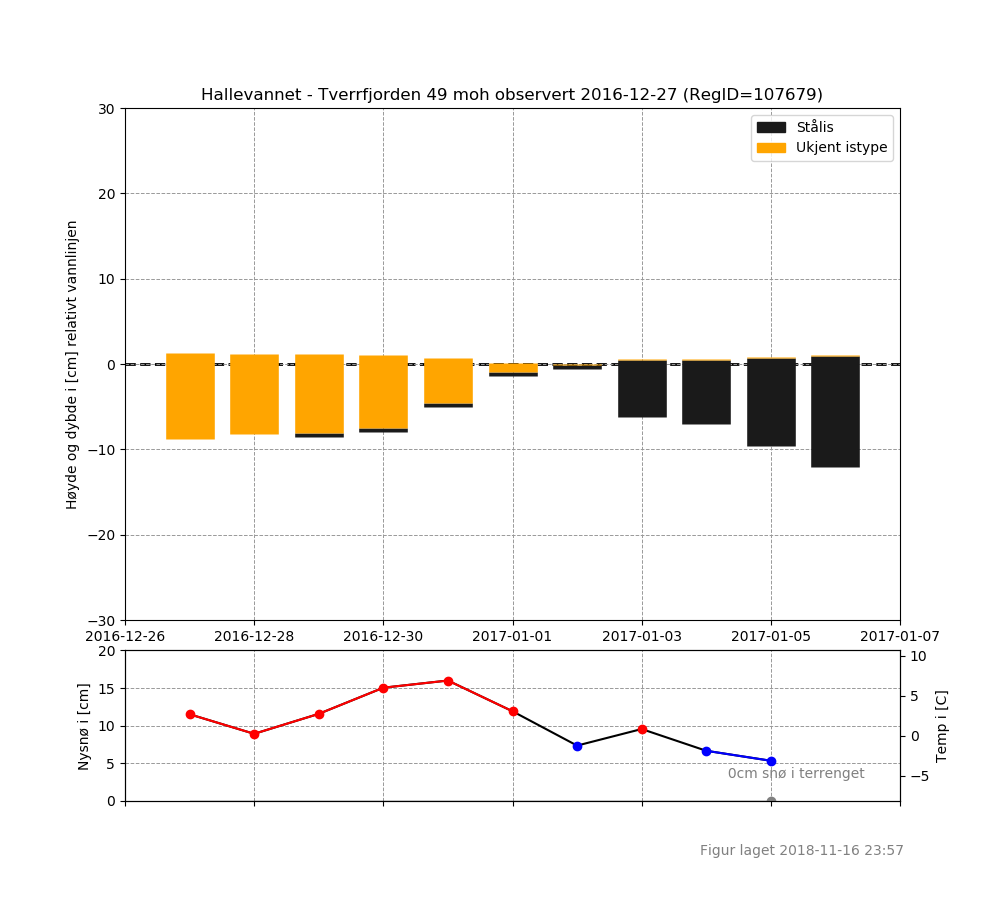 Hallevannet - Tverrfjorden 49 moh observert 2016-12-27 (RegID=107679)
Stålis
Ukjent istype
Høyde og dybde i [cm] relativt vannlinjen
30
20
10
0
−10
−20
−30
2016-12-26 2016-12-28 2016-12-30 2017-01-01 2017-01-03 2017-01-05 2017-01-07
Nysnø i [cm]
20
15
10
5
0
10
5
0
−5
Temp i [C]
0cm snø i terrenget
Figur laget 2018-11-16 23:57